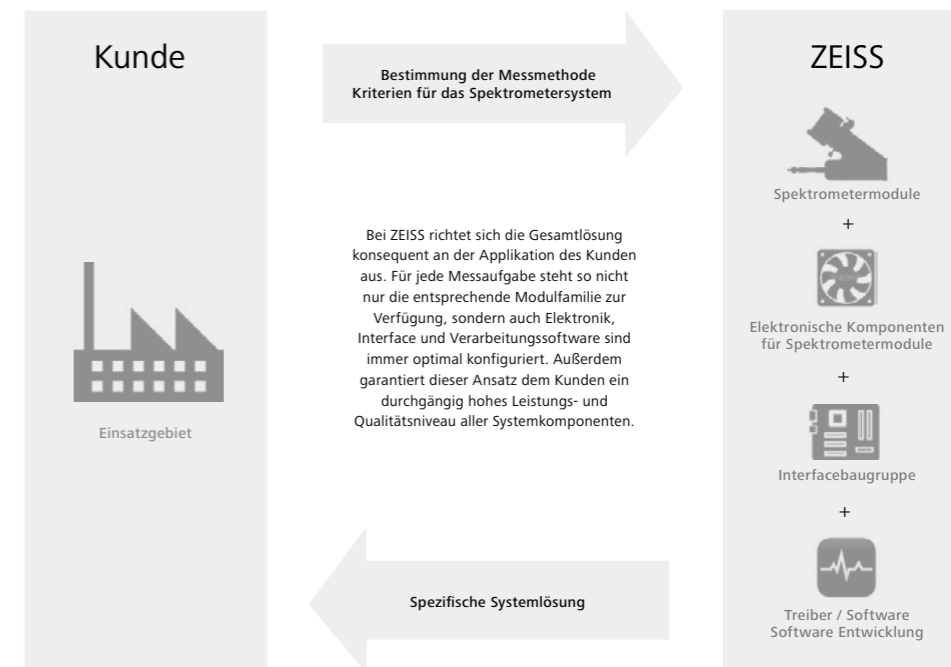 Kunde
Einsatzgebiet
Bestimmung der Messmethode
Kriterien für das Spektrometersystem
Bei ZEISS richtet sich die Gesamtlösung
konsequent an der Applikation des Kunden
aus. Für jede Messaufgabe steht so nicht
nur die entsprechende Modulfamilie zur
Verfügung, sondern auch Elektronik,
Interface und Verarbeitungssoftware sind
immer optimal konfiguriert. Außerdem
garantiert dieser Ansatz dem Kunden ein
durchgängig hohes Leistungs- und
Qualitätsniveau aller Systemkomponenten.
Spezifische Systemlösung
ZEISS
Spektrometermodule
+
Elektronische Komponenten
für Spektrometermodule
+
Interfacebaugruppe
+
Treiber / Software
Software Entwicklung